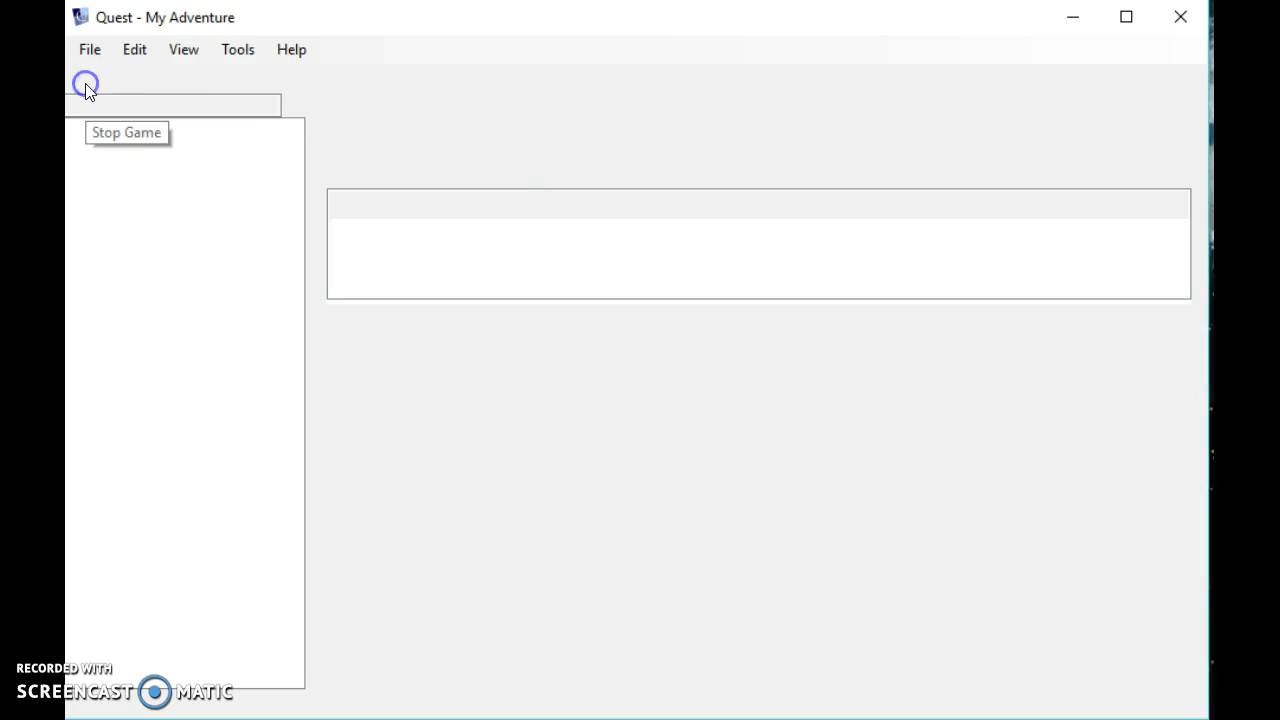 Quest - My Adventure
File Edit View Tools Help
Stop Game
RECORDED WITH
SCREENCAST MATIC